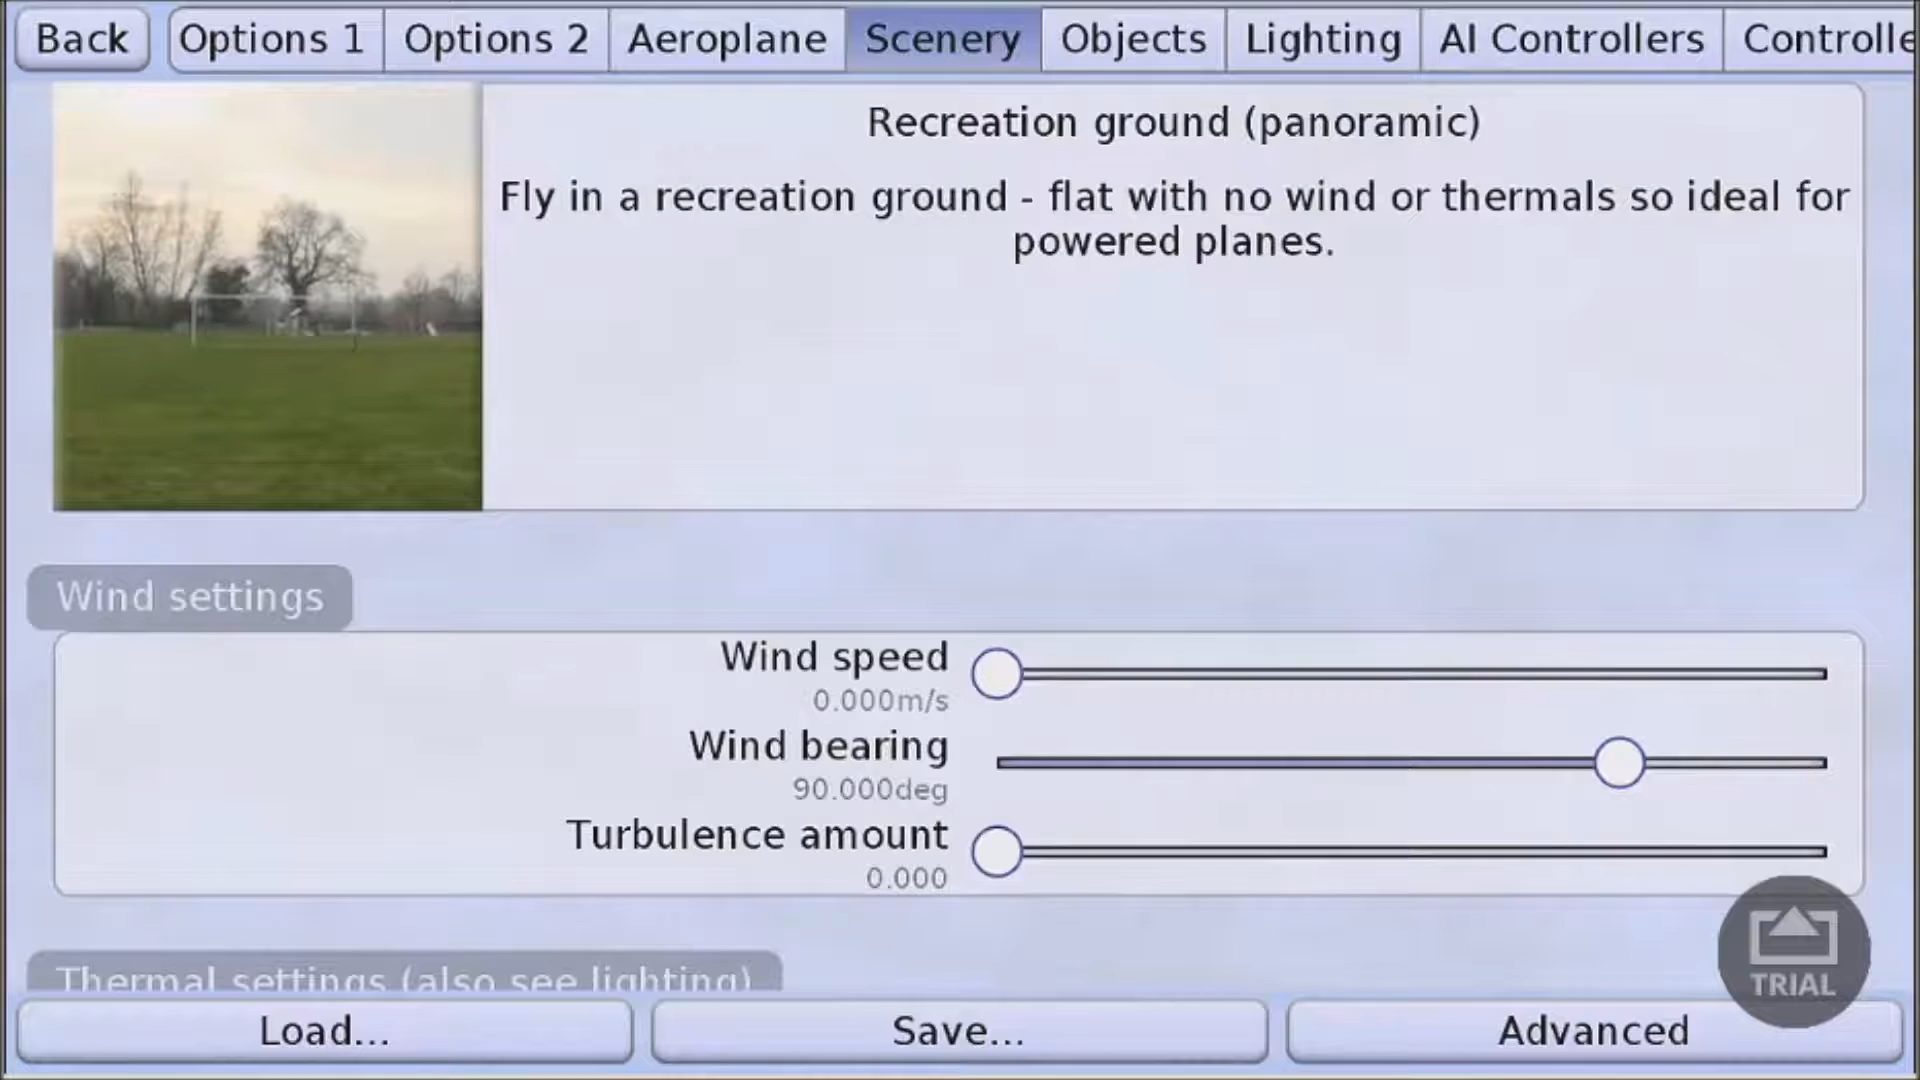 Back
Options 1
Options 2
Aeroplane
Scenery
Objects
Lighting
AI Controllers
Controlle
Recreation ground (panoramic)
Fly in a recreation ground - flat with no wind or thermals so ideal for
powered planes.
Wind settings
Wind speed
0.000m/s
Wind bearing
90.000deg
Turbulence amount
0.000
Thermal settings (also see lighting)
TRIAL
Load...
Save...
Advanced